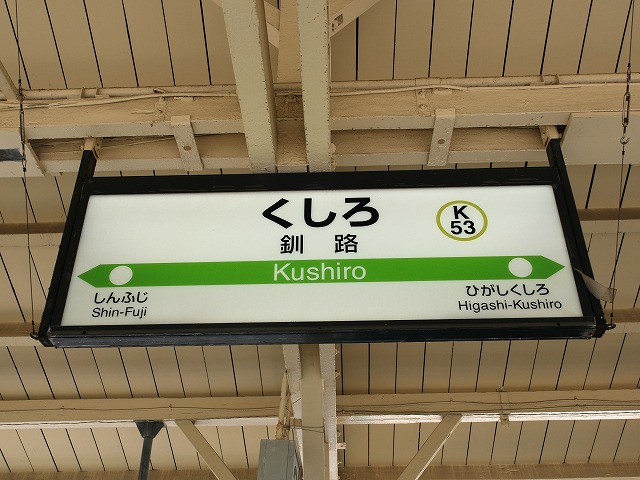 くしろ
釧路
K
53
Kushiro
しんふじ
Shin-Fuji
ひがしくしろ
Higashi-Kushiro